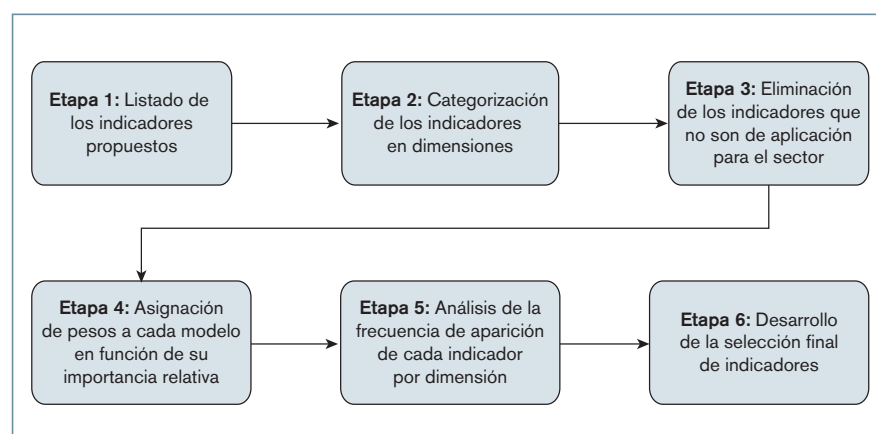 Etapa 1: Listado de
los indicadores
propuestos
Etapa 2: Categorización
de los indicadores
en dimensiones
Etapa 3: Eliminación
de los indicadores que
no son de aplicación
para el sector
Etapa 4: Asignación
de pesos a cada modelo
en función de su
importancia relativa
Etapa 5: Análisis de la
frecuencia de aparición
de cada indicador
por dimensión
Etapa 6: Desarrollo
de la selección final
de indicadores